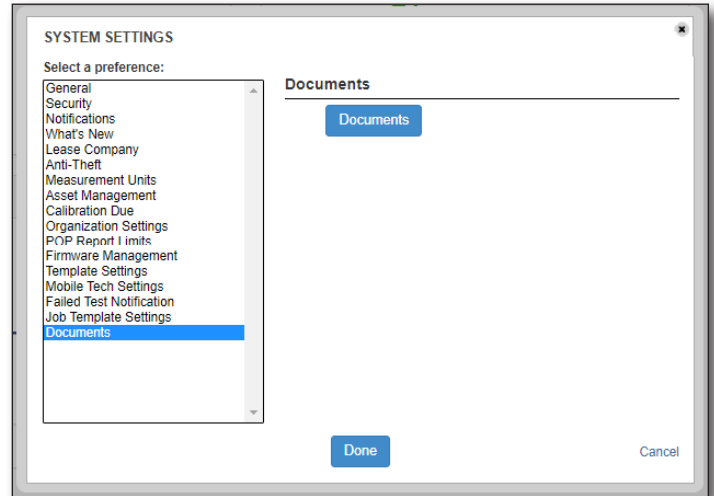 SYSTEM SETTINGS
Select a preference:
General
Security
Notifications
What's New
Lease Company
Anti-Theft
Measurement Units
Asset Management
Calibration Due
Organization Settings
POP Report Limits
Firmware Management
Template Settings
Mobile Tech Settings
Failed Test Notification
Job Template Settings
Documents
Documents
Documents
Done
Cancel